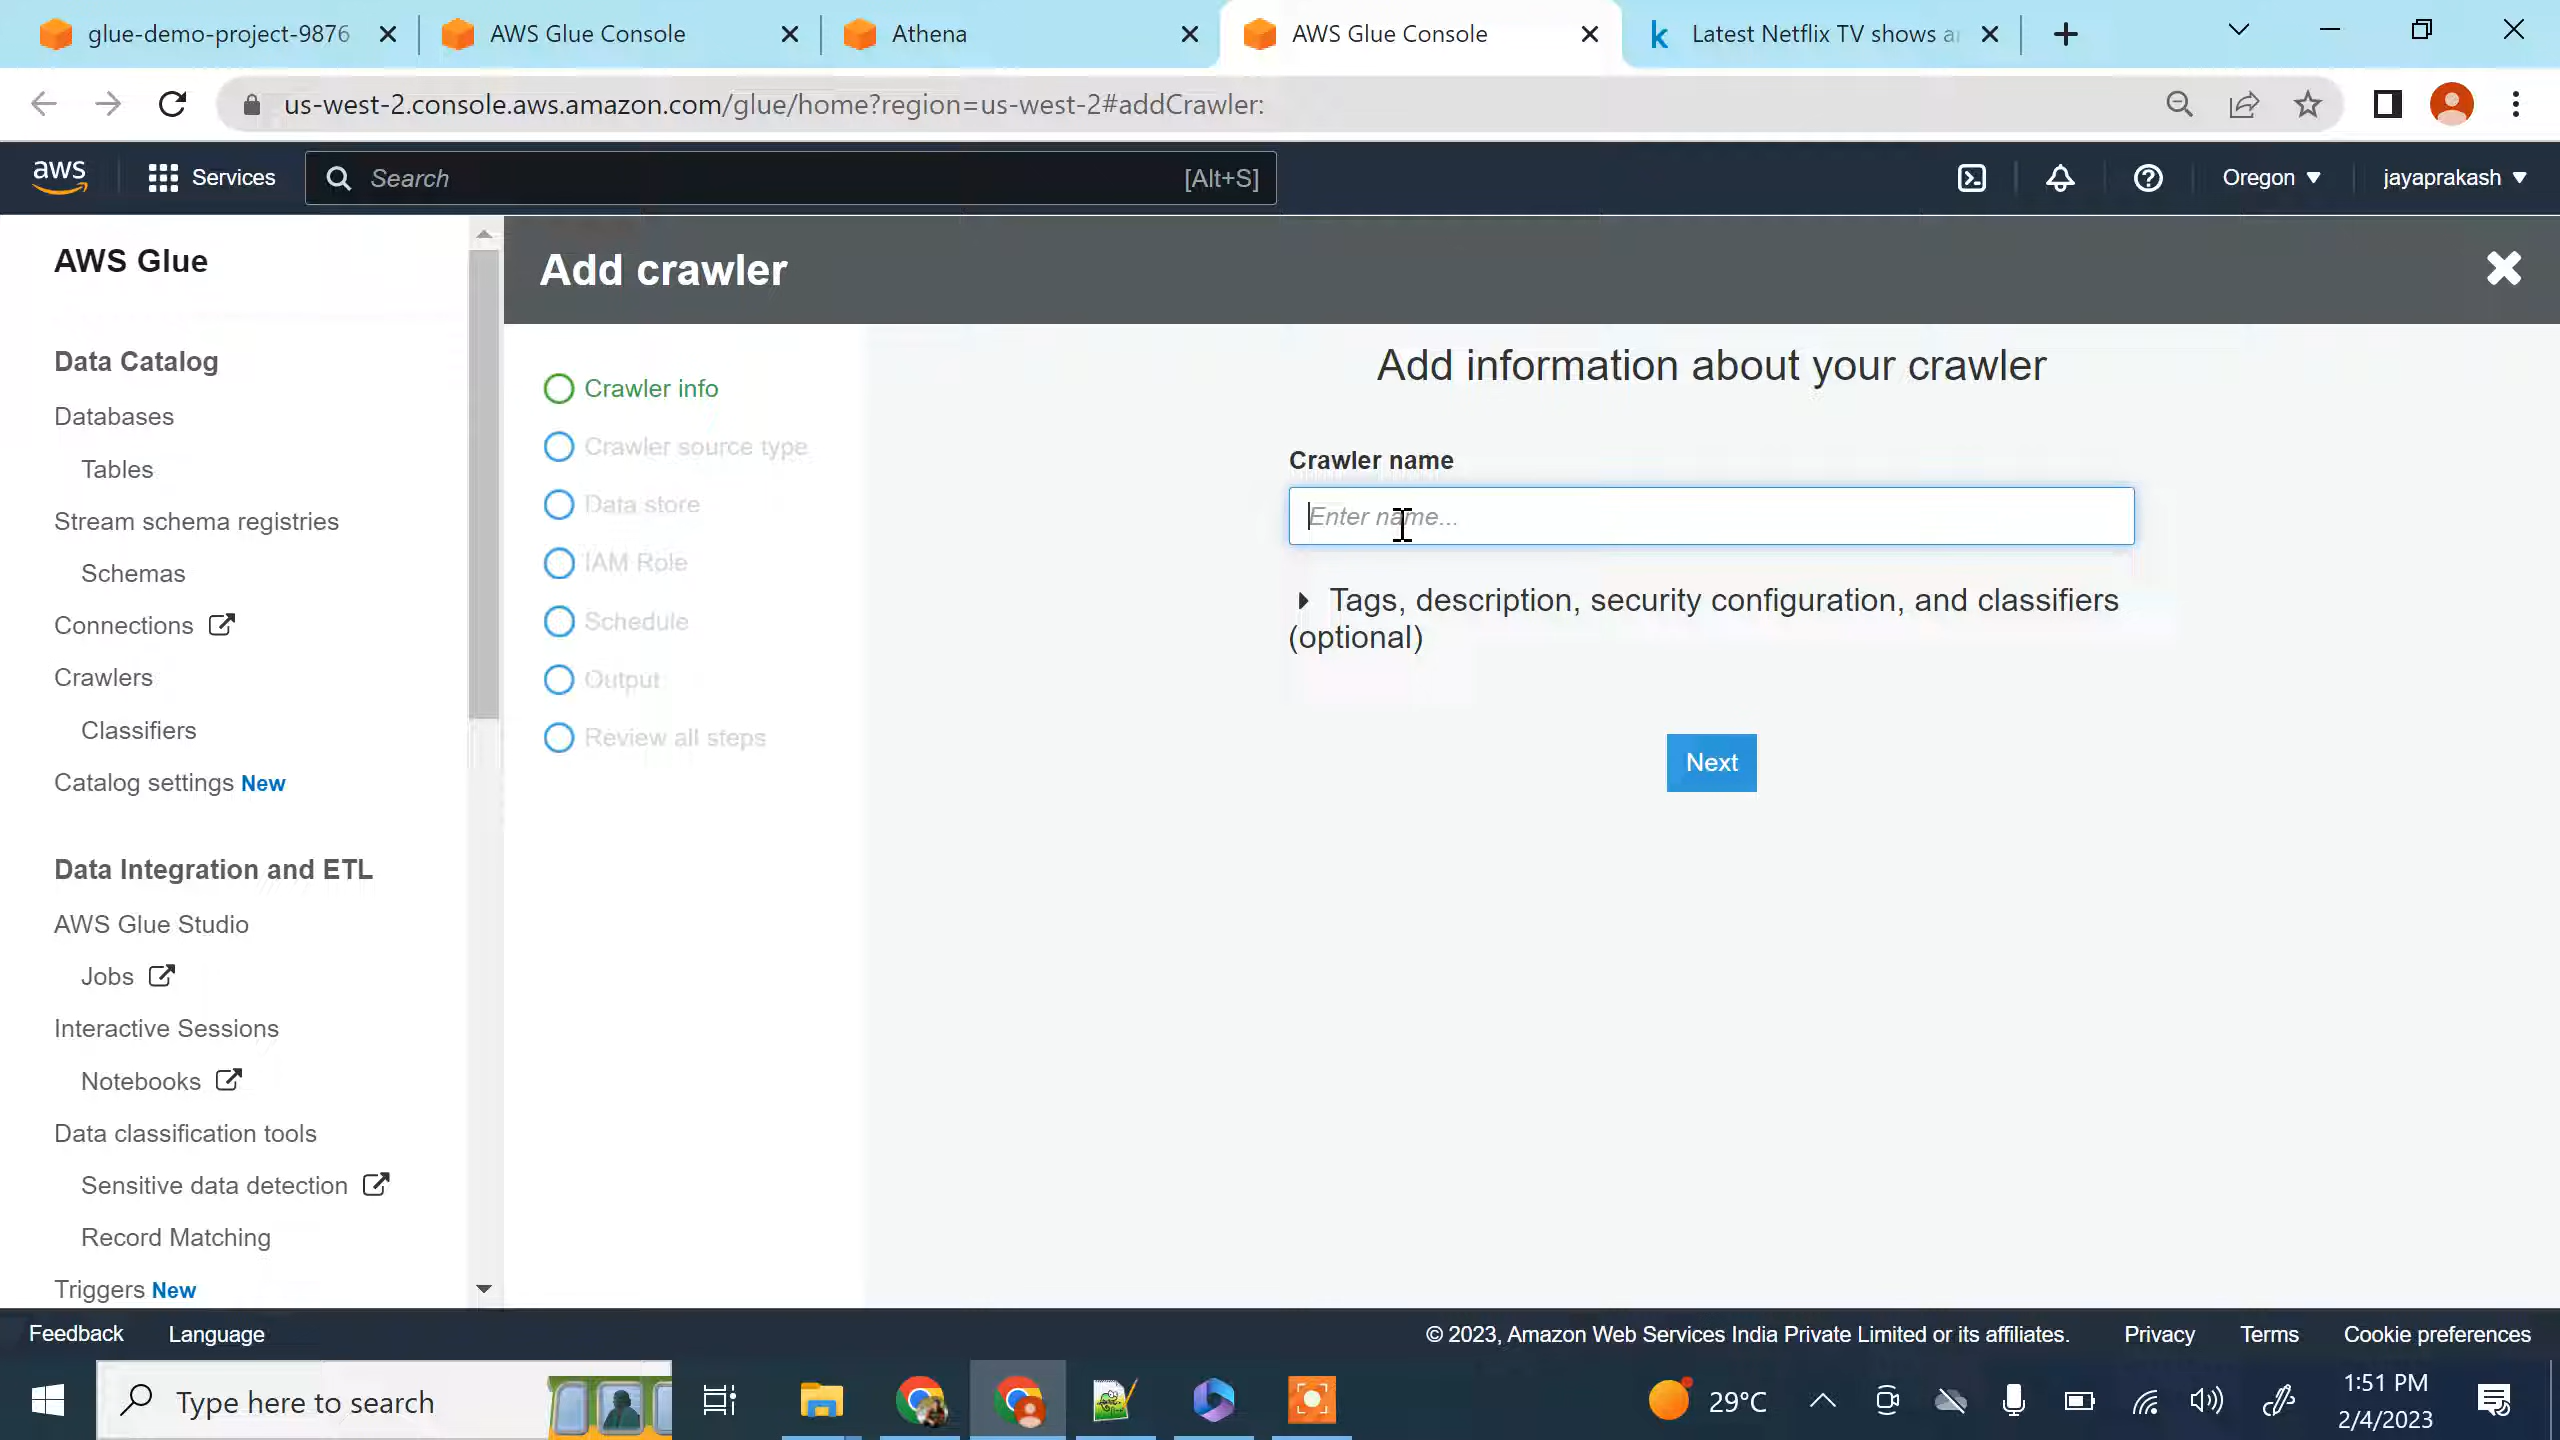 glue-demo-project-9876
AWS Glue Console
Athena
AWS Glue Console
Latest Netflix TV shows a
us-west-2.console.aws.amazon.com/glue/home?region=us-west-2#addCrawler:
aws
Services
Search
[Alt+S]
Oregon
jayaprakash
AWS Glue
Data Catalog
Databases
Tables
Stream schema registries
Schemas
Connections
Crawlers
Classifiers
Catalog settings New
Data Integration and ETL
AWS Glue Studio
Jobs
Interactive Sessions
Notebooks
Data classification tools
Sensitive data detection
Record Matching
Triggers New
Add crawler
Crawler info
Crawler source type
Data store
IAM Role
Schedule
Output
Review all steps
Add information about your crawler
Crawler name
Enter name...
Tags, description, security configuration, and classifiers
(optional)
Next
Feedback
Language
© 2023, Amazon Web Services India Private Limited or its affiliates.
Privacy
Terms
Cookie preferences
Type here to search
29°C
1:51 PM
2/4/2023